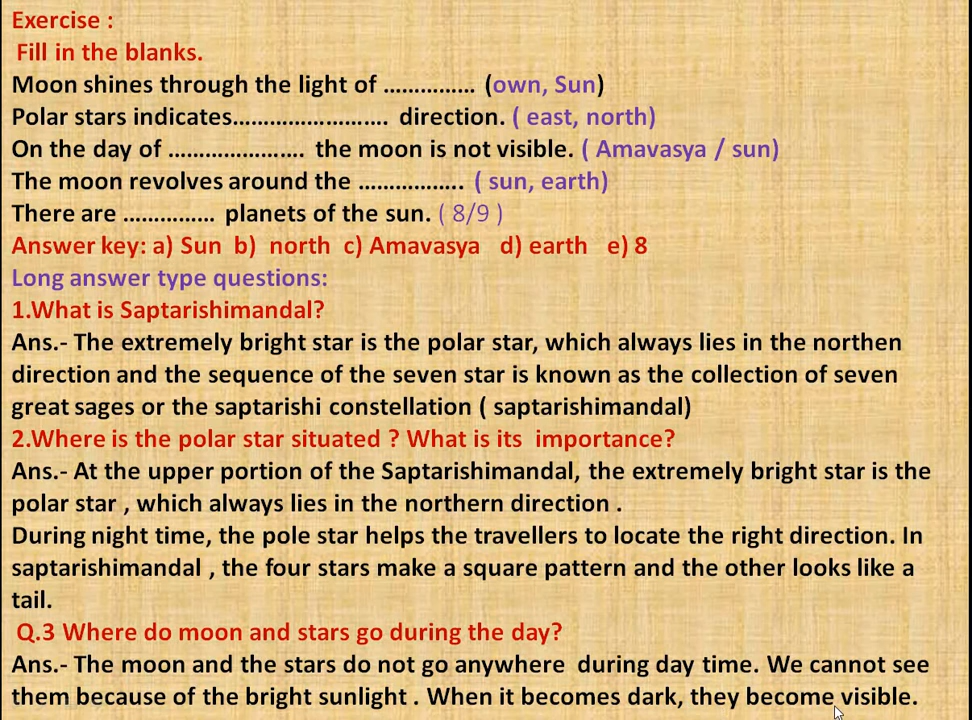 Exercise :
Fill in the blanks.
Moon shines through the light of …………… (own, Sun)
Polar stars indicates……………………. direction. ( east, north)
On the day of …………………. the moon is not visible. ( Amavasya / sun)
The moon revolves around the …………….. ( sun, earth)
There are …………… planets of the sun. ( 8/9 )
Answer key: a) Sun b) north c) Amavasya d) earth e) 8
Long answer type questions:
1.What is Saptarishimandal?
Ans.- The extremely bright star is the polar star, which always lies in the northen
direction and the sequence of the seven star is known as the collection of seven
great sages or the saptarishi constellation ( saptarishimandal)
2.Where is the polar star situated ? What is its importance?
Ans.- At the upper portion of the Saptarishimandal, the extremely bright star is the
polar star , which always lies in the northern direction .
During night time, the pole star helps the travellers to locate the right direction. In
saptarishimandal , the four stars make a square pattern and the other looks like a
tail.
Q.3 Where do moon and stars go during the day?
Ans.- The moon and the stars do not go anywhere during day time. We cannot see
them because of the bright sunlight . When it becomes dark, they become visible.